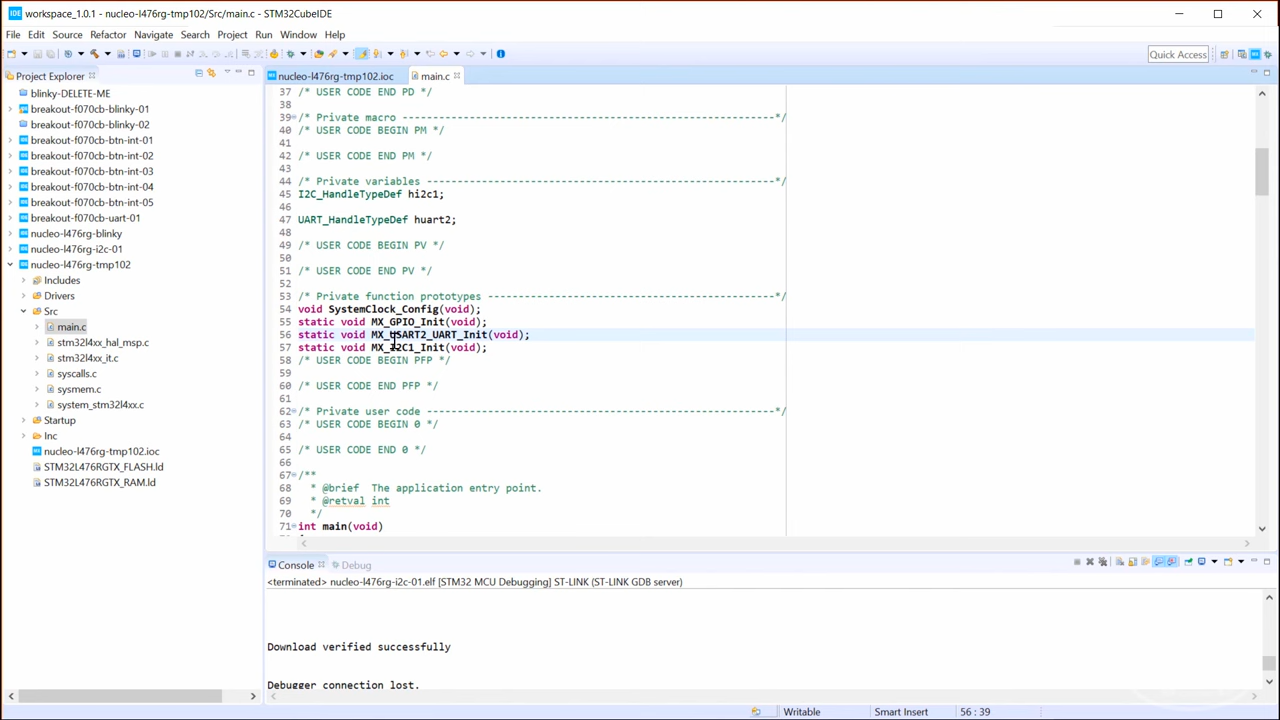 workspace_1.0.1 - nucleo-l476rg-tmp102/Src/main.c - STM32CubeIDE
File Edit Source Refactor Navigate Search Project Run Window Help
Quick Access
Project Explorer
blinky-DELETE-ME
breakout-f070cb-blinky-01
breakout-f070cb-blinky-02
breakout-f070cb-btn-int-01
breakout-f070cb-btn-int-02
breakout-f070cb-btn-int-03
breakout-f070cb-btn-int-04
breakout-f070cb-btn-int-05
breakout-f070cb-uart-01
nucleo-l476rg-blinky
nucleo-l476rg-i2c-01
nucleo-l476rg-tmp102
Includes
Drivers
Src
main.c
stm32l4xx_hal_msp.c
stm32l4xx_it.c
syscalls.c
sysmem.c
system_stm32l4xx.c
Startup
Inc
nucleo-l476rg-tmp102.ioc
STM32L476RGTX_FLASH.ld
STM32L476RGTX_RAM.ld
nucleo-l476rg-tmp102.ioc main.c
37 /* USER CODE END PD */
38
39 /* Private macro -------------------------------------------------------------*/
40 /* USER CODE BEGIN PM */
41
42 /* USER CODE END PM */
43
44 /* Private variables ---------------------------------------------------------*/
45 I2C_HandleTypeDef hi2c1;
46
47 UART_HandleTypeDef huart2;
48
49 /* USER CODE BEGIN PV */
50
51 /* USER CODE END PV */
52
53 /* Private function prototypes -----------------------------------------------*/
54 void SystemClock_Config(void);
55 static void MX_GPIO_Init(void);
56 static void MX_USART2_UART_Init(void);
57 static void MX_I2C1_Init(void);
58 /* USER CODE BEGIN PFP */
59
60 /* USER CODE END PFP */
61
62 /* Private user code ---------------------------------------------------------*/
63 /* USER CODE BEGIN 0 */
64
65 /* USER CODE END 0 */
66
67 /**
68 * @brief The application entry point.
69 * @retval int
70 */
71 int main(void)
Console Debug
<terminated> nucleo-l476rg-i2c-01.elf [STM32 MCU Debugging] ST-LINK (ST-LINK GDB server)
Download verified successfully
Debugger connection lost.
Writable Smart Insert 56 : 39